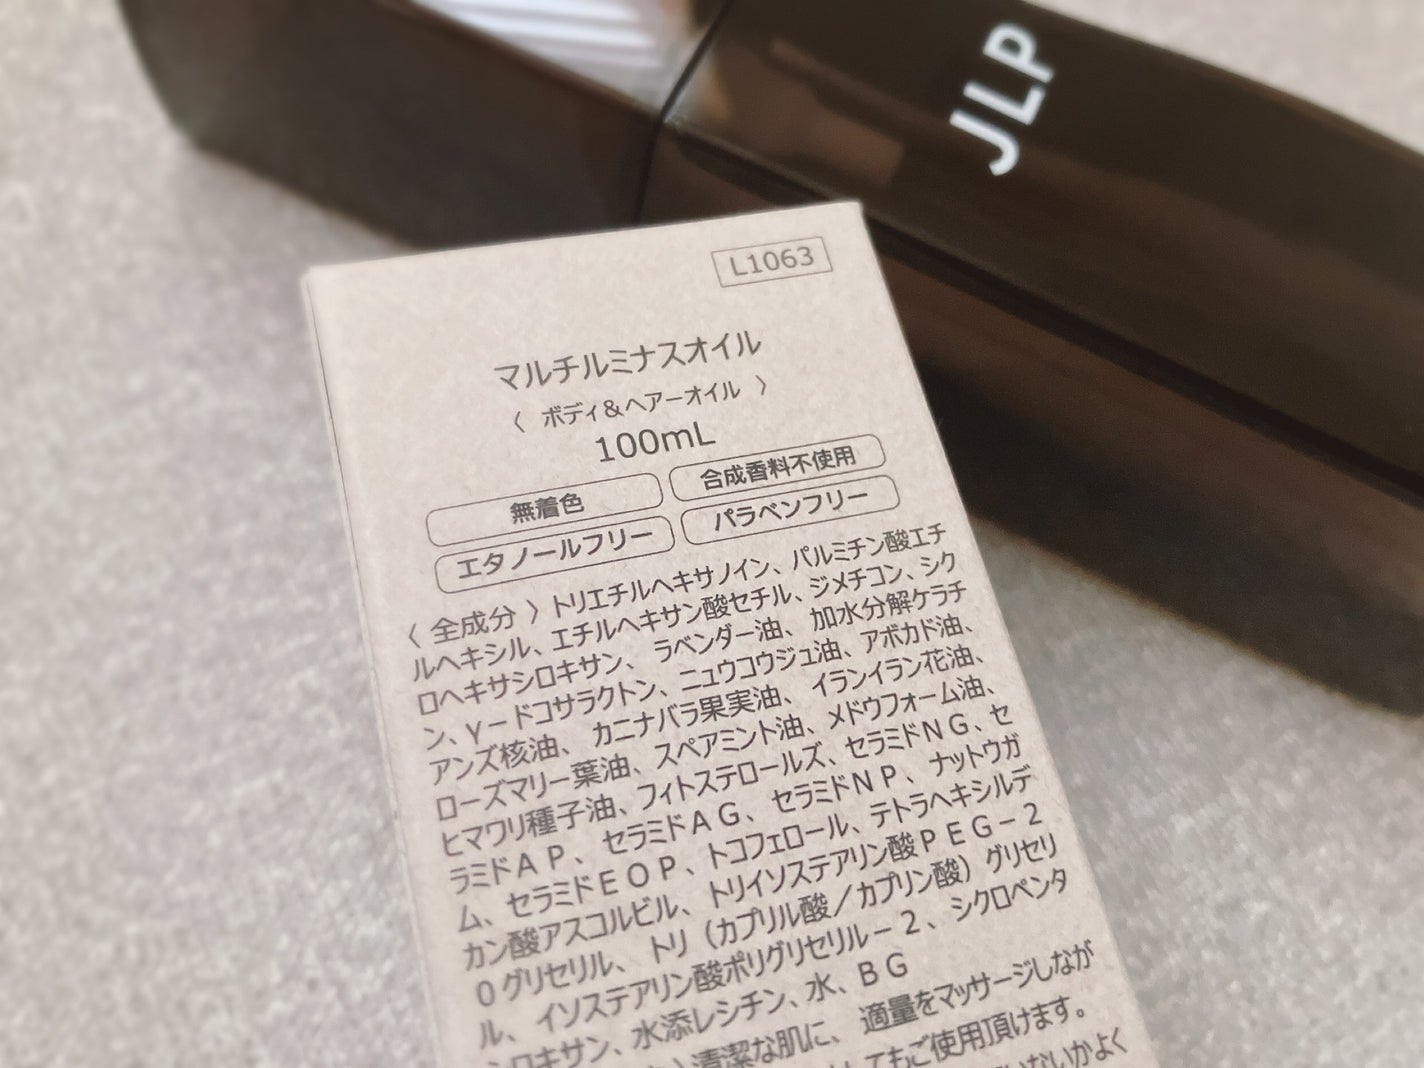 JLP
L1063
マルチルミナスオイル
〈 ボディ&ヘアーオイル 〉
100mL
無着色
合成香料不使用
エタノールフリー
パラベンフリー
〈 全成分 〉トリエチルヘキサノイン、パルミチン酸エチ
ルヘキシル、エチルヘキサン酸セチル、ジメチコン、シク
ロヘキサシロキサン、ラベンダー油、加水分解ケラチ
ン、γードコサラクトン、ニュウコウジュ油、アボカド油、
アンズ核油、カニナバラ果実油、イランイラン花油、
ローズマリー葉油、スペアミント油、メドウフォーム油、
ヒマワリ種子油、フィトステロールズ、セラミドNG、セ
ラミドAP、セラミドAG、セラミドNP、ナットウガ
ム、セラミドEOP、トコフェロール、テトラヘキシルデ
カン酸アスコルビル、トリイソステアリン酸PEG-2
0グリセリル、トリ(カプリル酸/カプリン酸)グリセリ
ル、イソステアリン酸ポリグリセリル-2、シクロペンタ
シロキサン、水添レシチン、水、BG
清潔な肌に、適量をマッサージしなが
てもご使用頂けます。
いないかよく